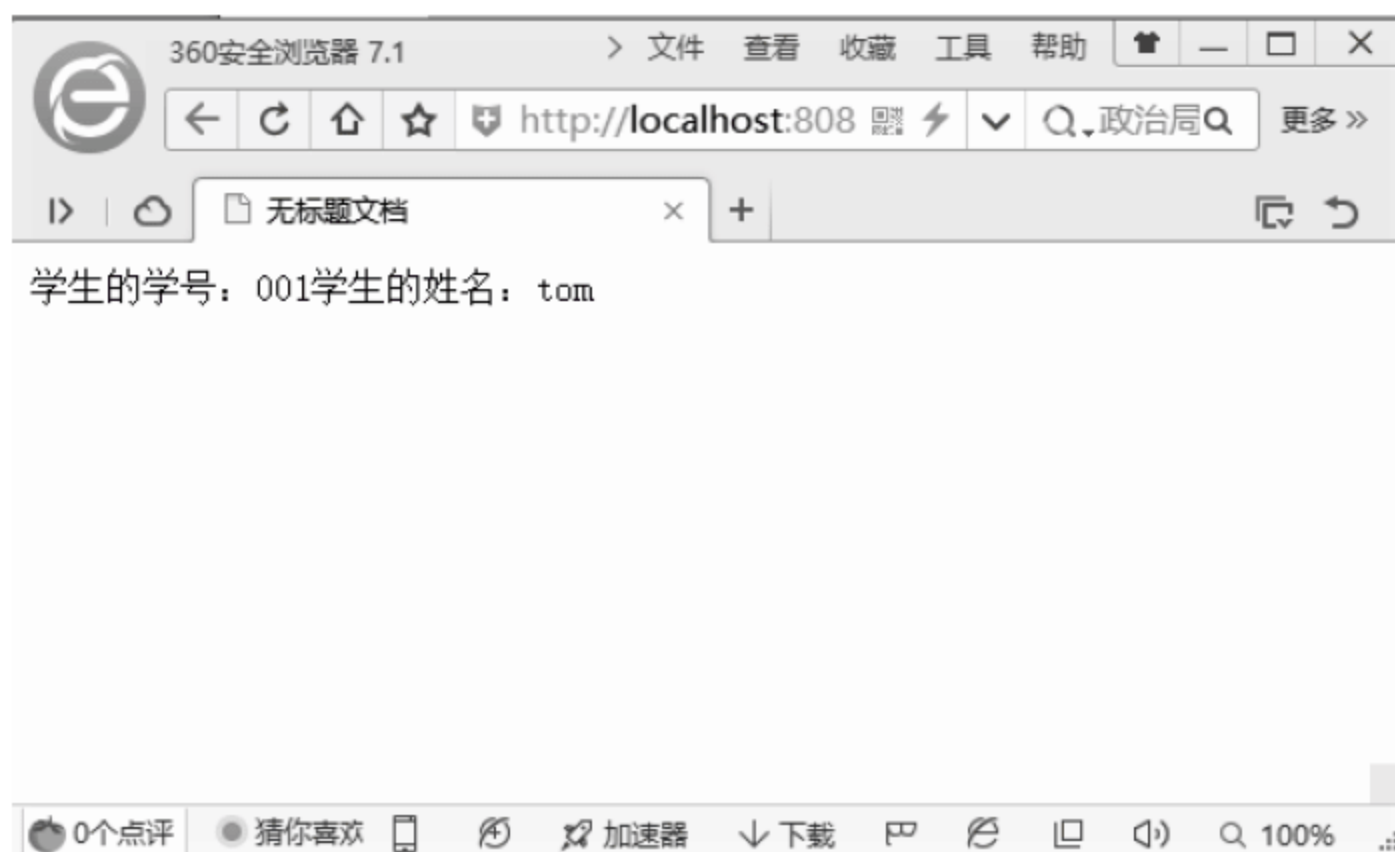 360安全浏览器 7.1 > 文件 查看 收藏 工具 帮助
http://localhost:808 政治局 更多 »
无标题文档
学生的学号：001学生的姓名：tom
0个点评 猜你喜欢 加速器 下载 100%